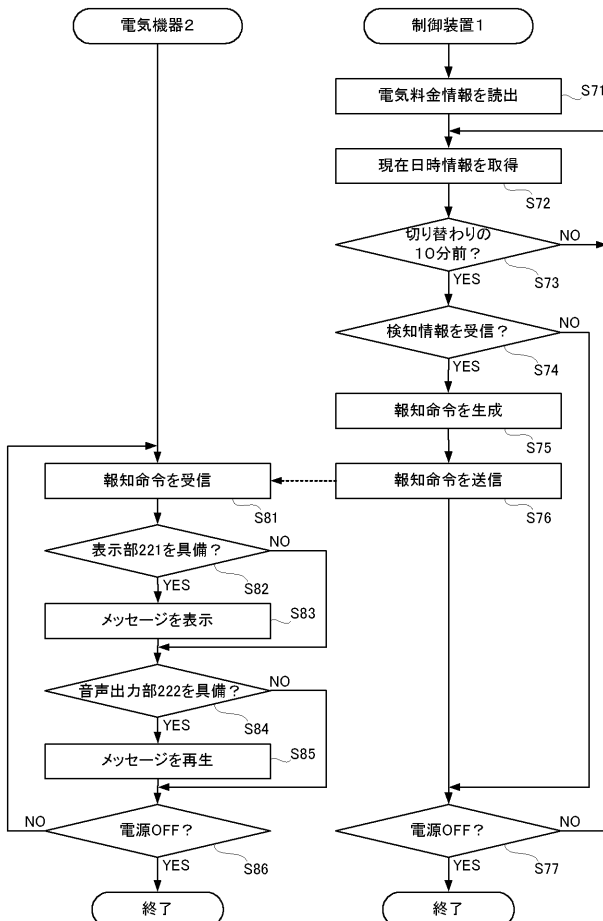 電気機器2
制御装置1
電気料金情報を読出
S71
現在日時情報を取得
S72
切り替わりの
10分前?
NO
S73
YES
検知情報を受信?
NO
S74
YES
報知命令を生成
S75
報知命令を受信
S81
報知命令を送信
S76
表示部221を具備?
NO
S82
YES
メッセージを表示
S83
音声出力部222を具備?
NO
S84
YES
メッセージを再生
S85
NO
電源OFF?
S86
YES
電源OFF?
NO
S77
YES
終了
終了